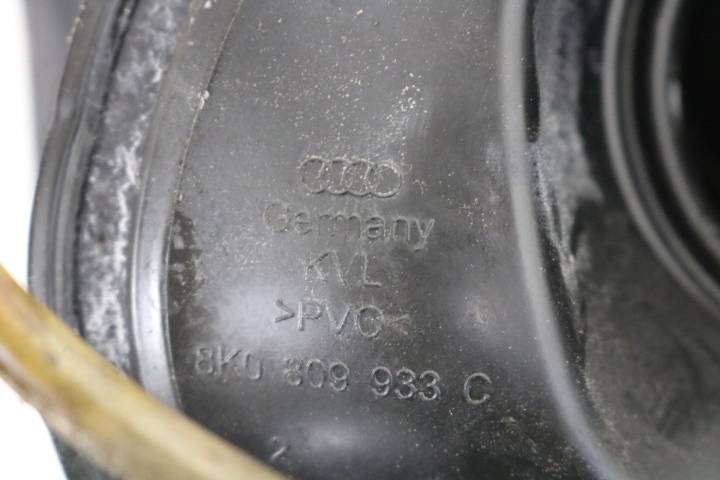 Germany
KVL
>PVC<
8K0 809 933 C
2